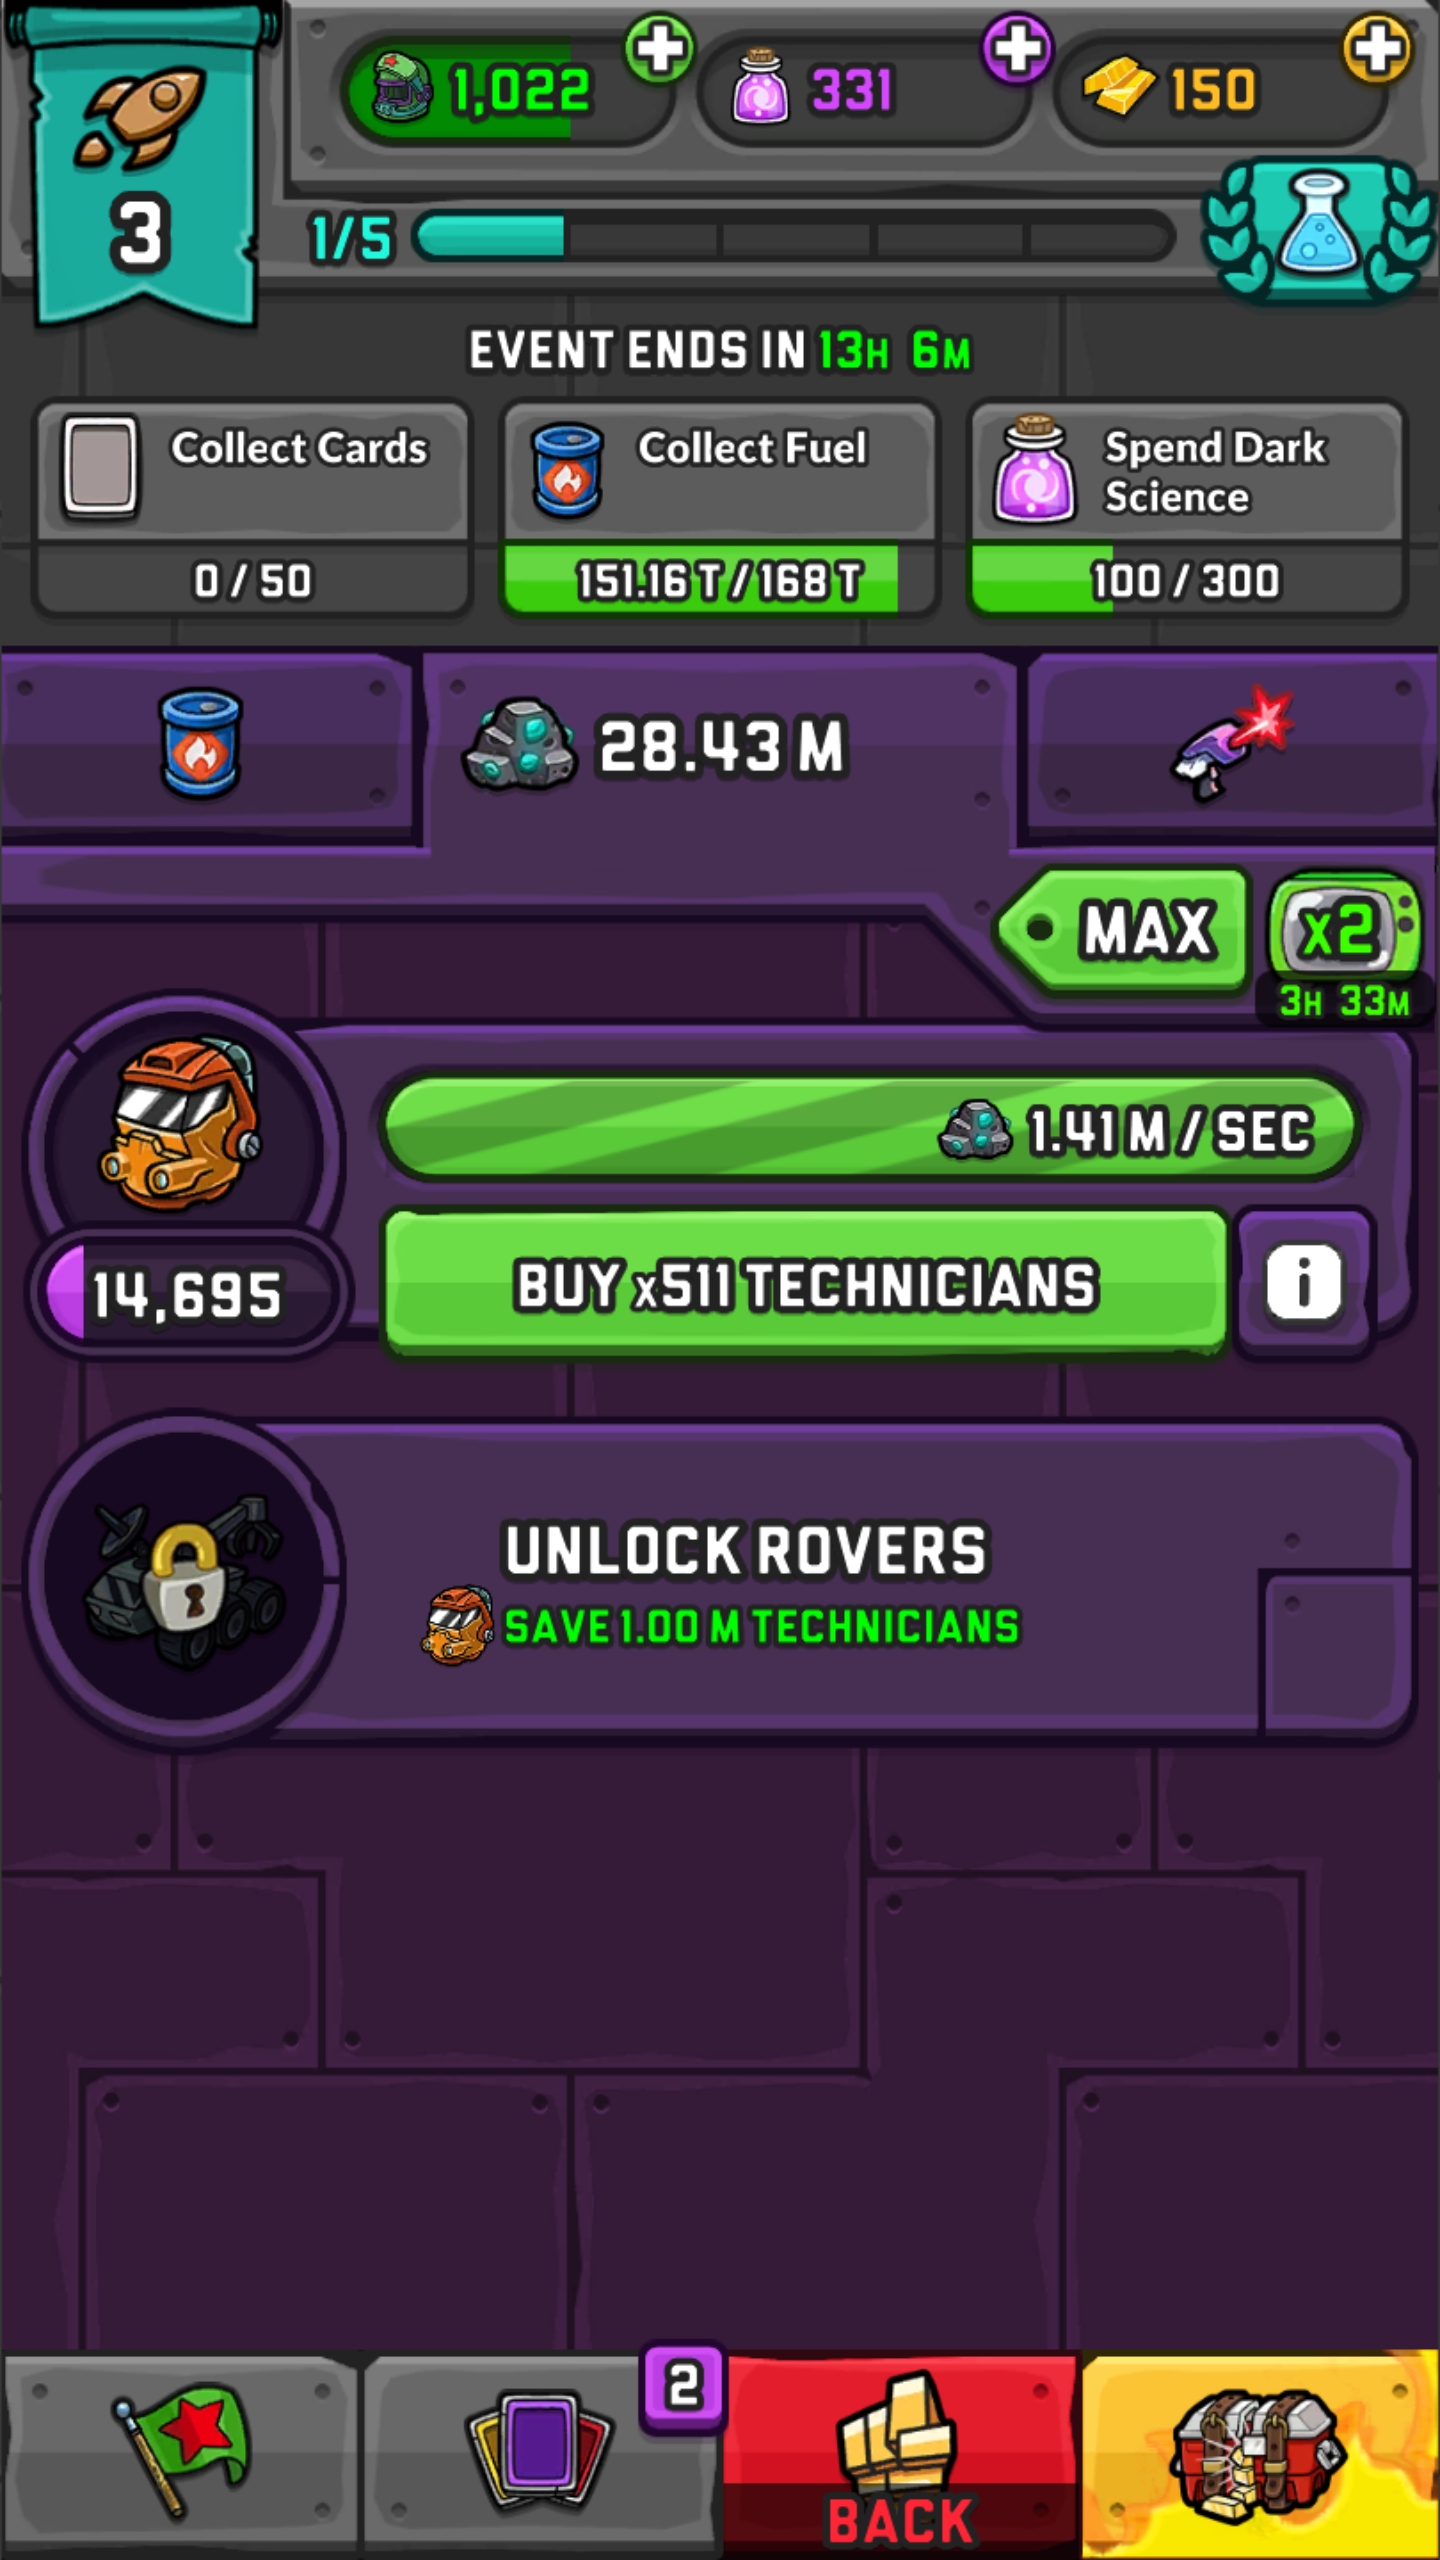 1,022
331
150
3
1/5
EVENT ENDS IN 13H 6M
Collect Cards
0 / 50
Collect Fuel
151.16 T / 168 T
Spend Dark
Science
100 / 300
28.43 M
MAX
x2
3H 33M
1.41 M / SEC
14,695
BUY x511 TECHNICIANS
i
UNLOCK ROVERS
SAVE 1.00 M TECHNICIANS
2
BACK